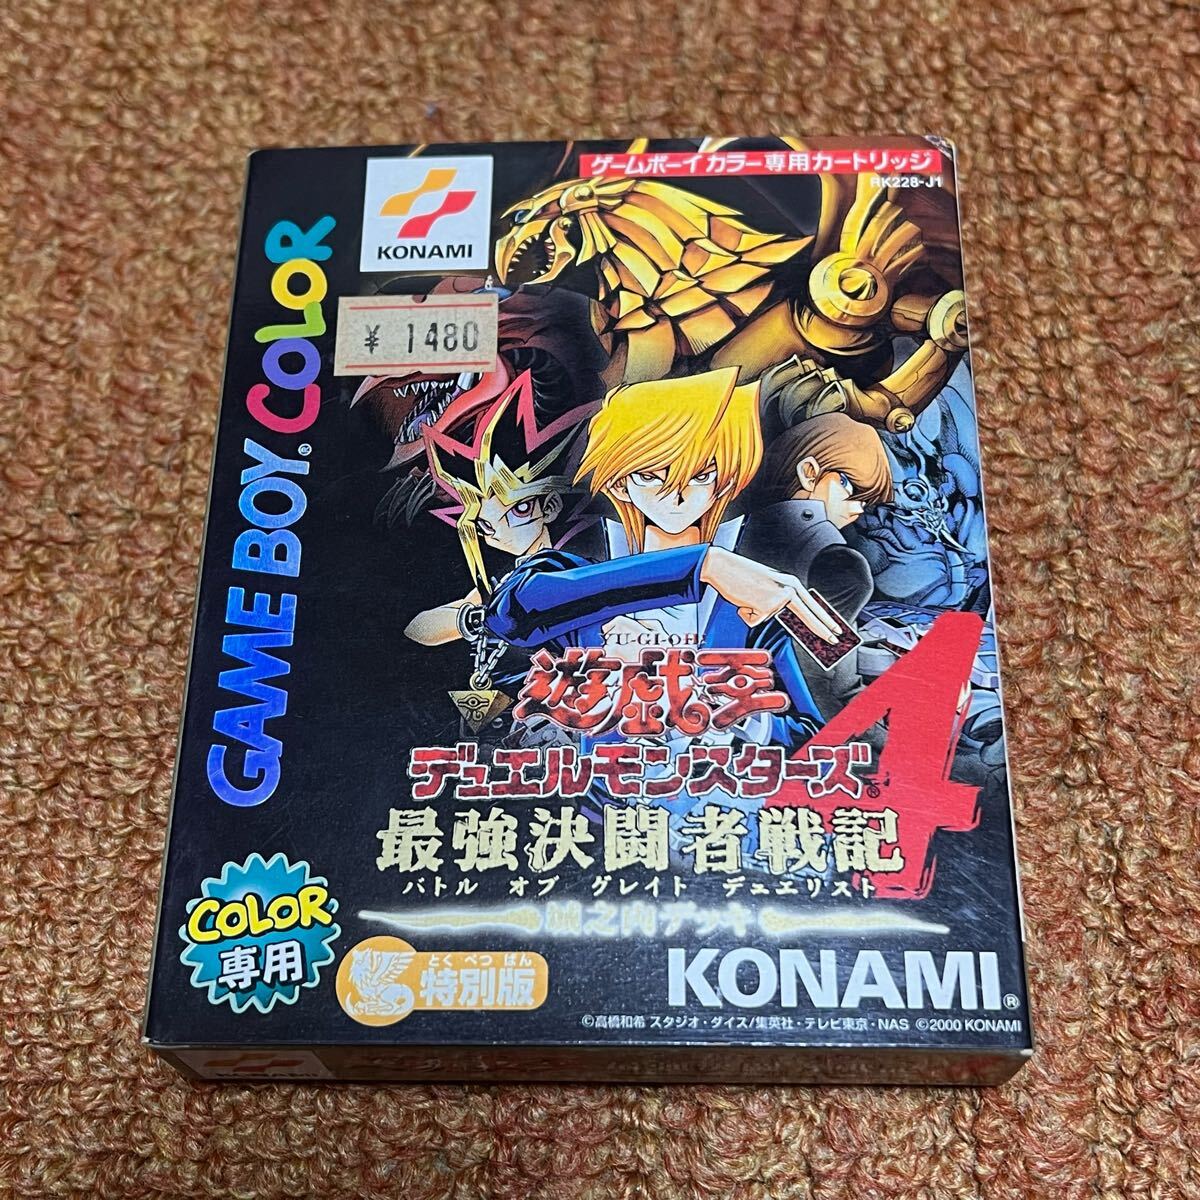 ゲームボーイカラー専用カートリッジ
RK228-J1
KONAMI
¥ 1480
GAME BOY COLOR
®
YU-GI-OH!
遊戯王
デュエルモンスターズ®
4
最強決闘者戦記
バトル オブ グレイト デュエリスト
城之内デッキ
COLOR
専用
とくべつばん
特別版
KONAMI®
©高橋和希 スタジオ・ダイス/集英社・テレビ東京・NAS ©2000 KONAMI
KONAMI